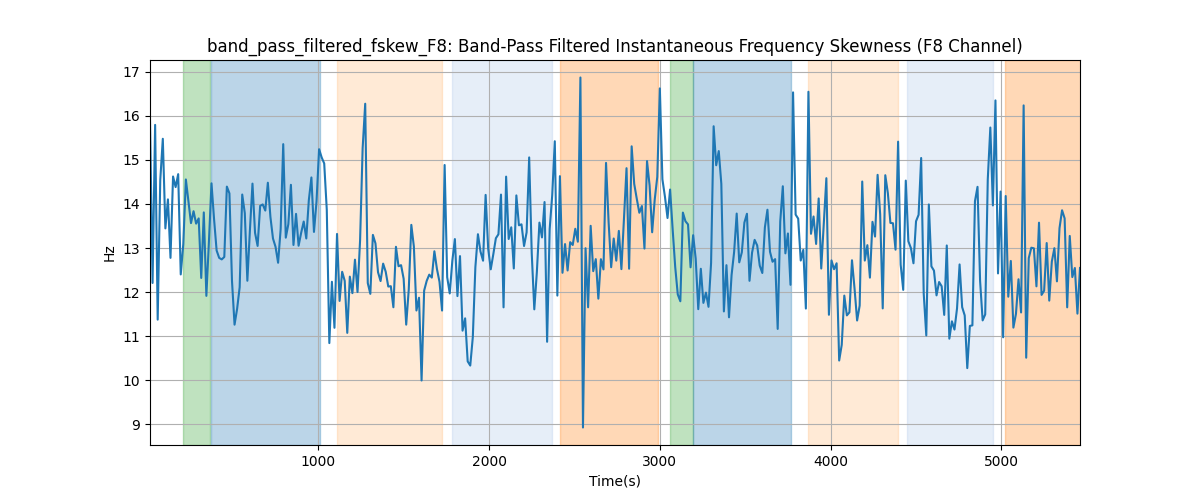 band_pass_filtered_fskew_F8: Band-Pass Filtered Instantaneous Frequency Skewness (F8 Channel)
17
16
15
14
13
12
11
10
9
Hz
1000 2000 3000 4000 5000
Time(s)